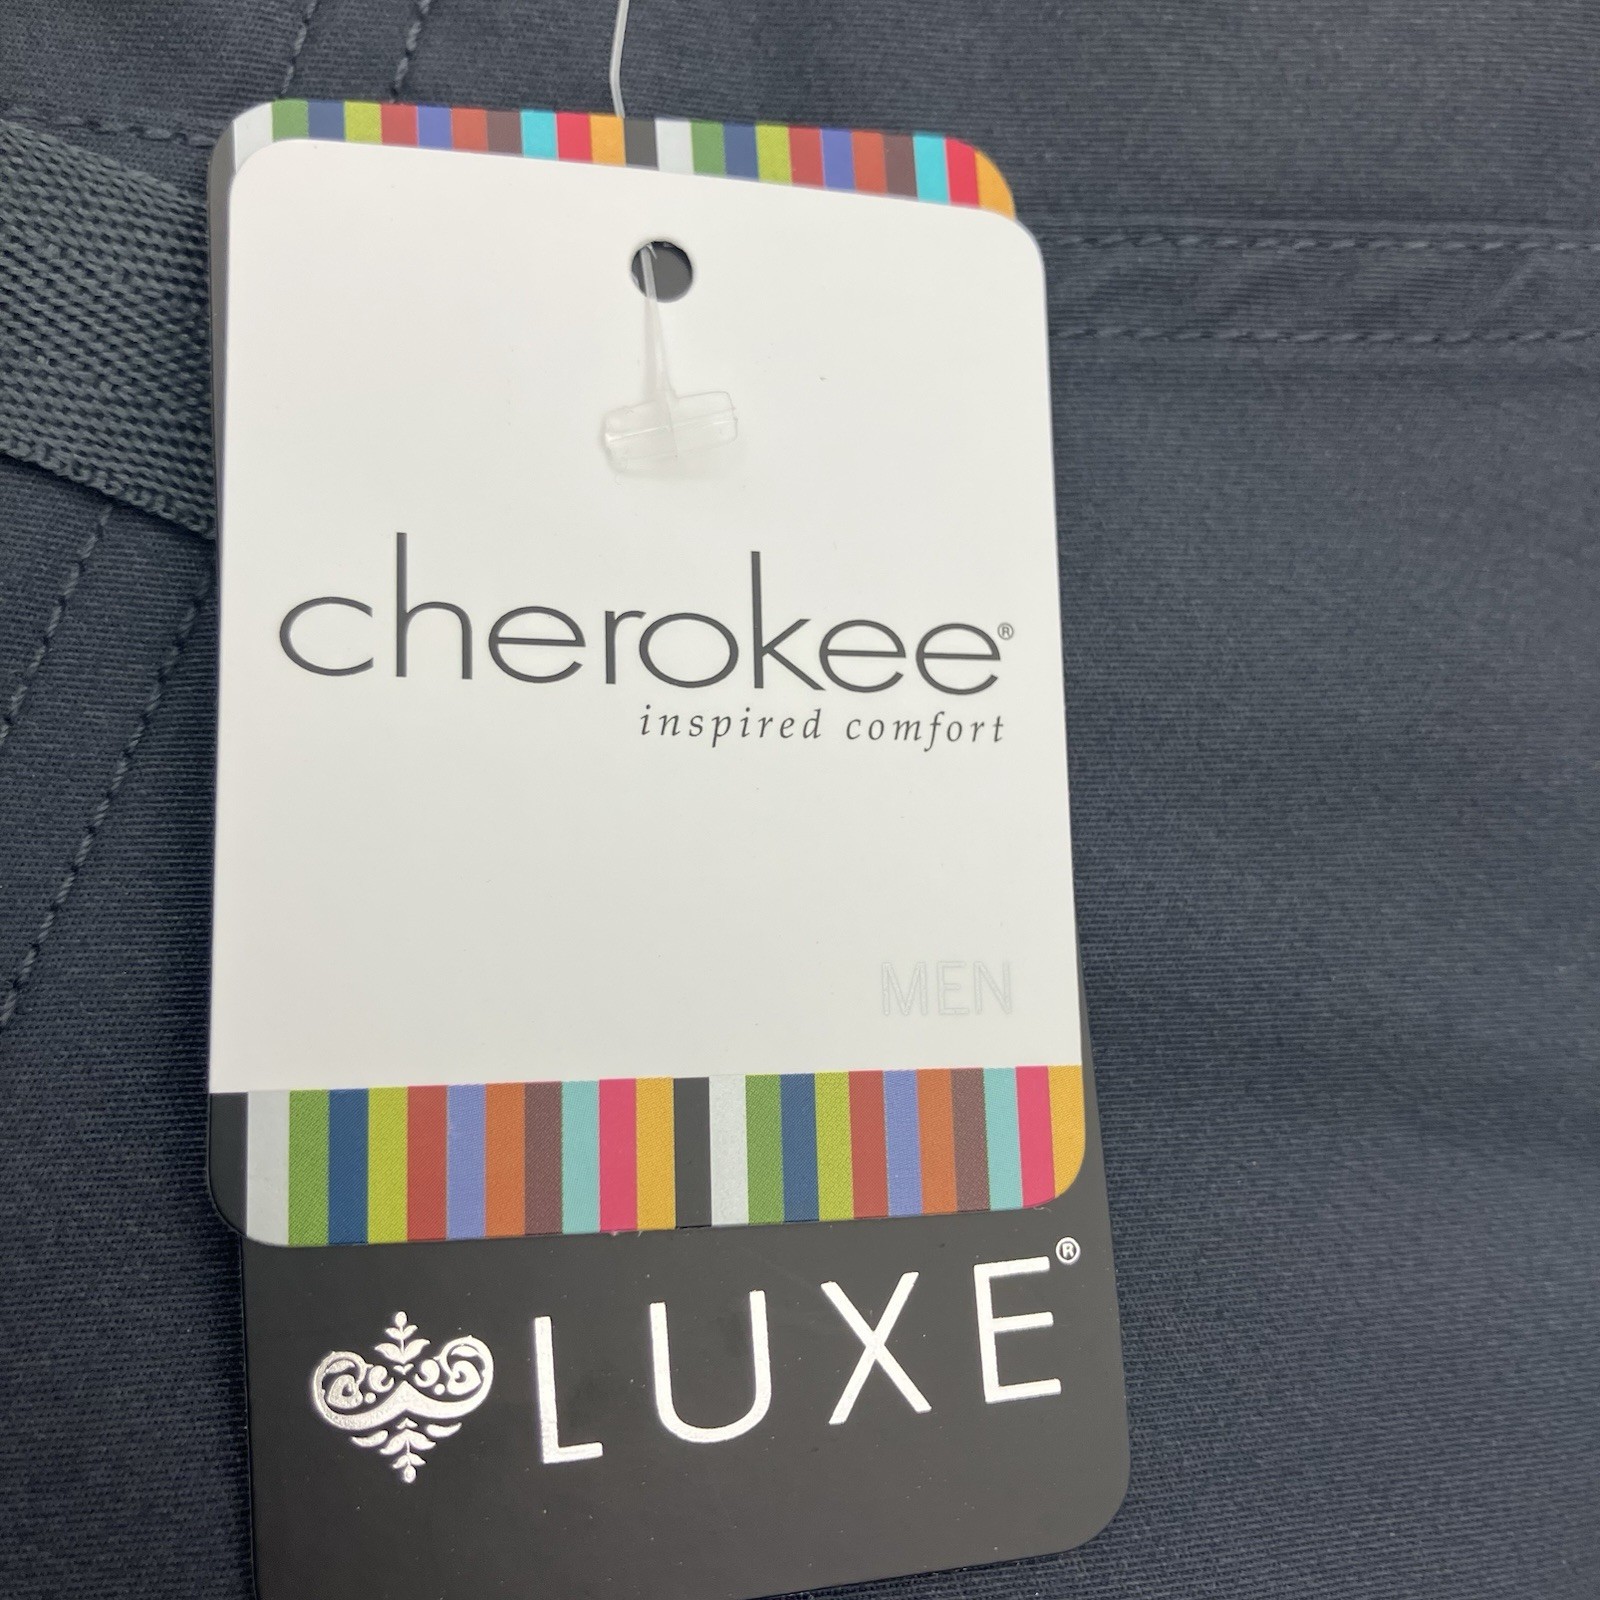 cherokee®
inspired comfort
MEN
LUXE®